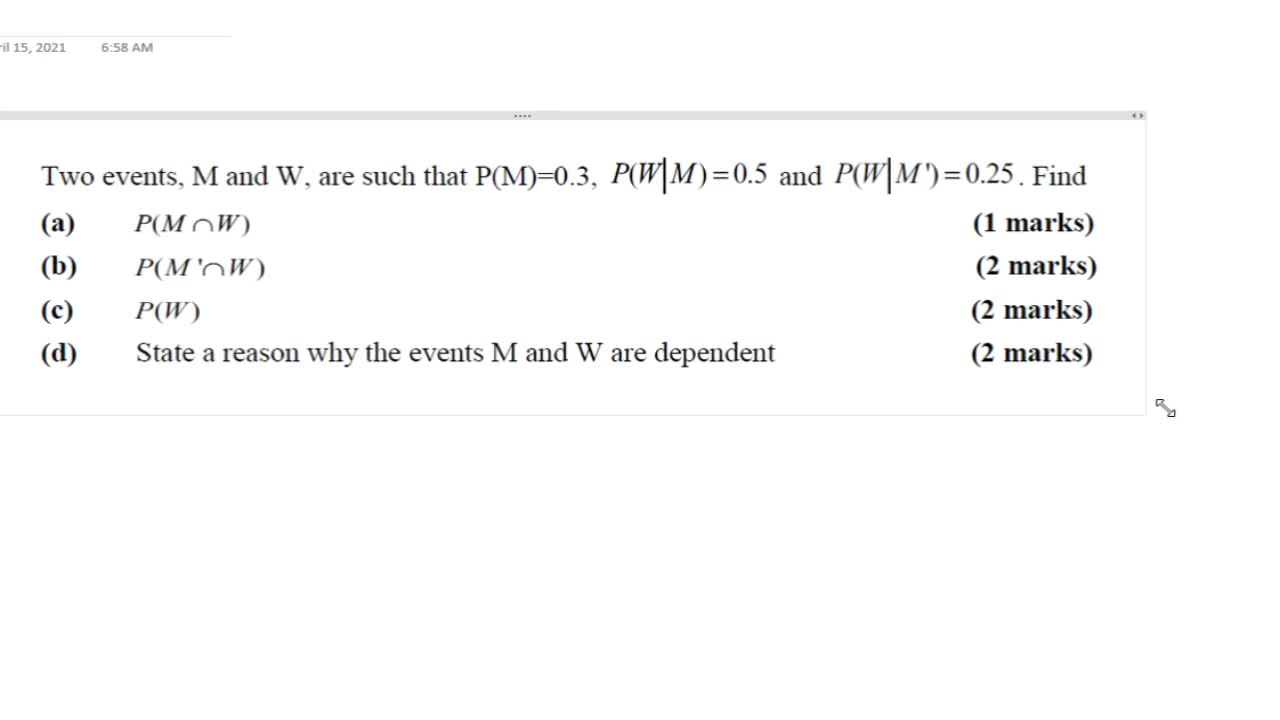 ril 15, 2021 6:58 AM
Two events, M and W, are such that P(M)=0.3, P(W|M)=0.5 and P(W|M')=0.25. Find
(a) P(M∩W) (1 marks)
(b) P(M'∩W) (2 marks)
(c) P(W) (2 marks)
(d) State a reason why the events M and W are dependent (2 marks)